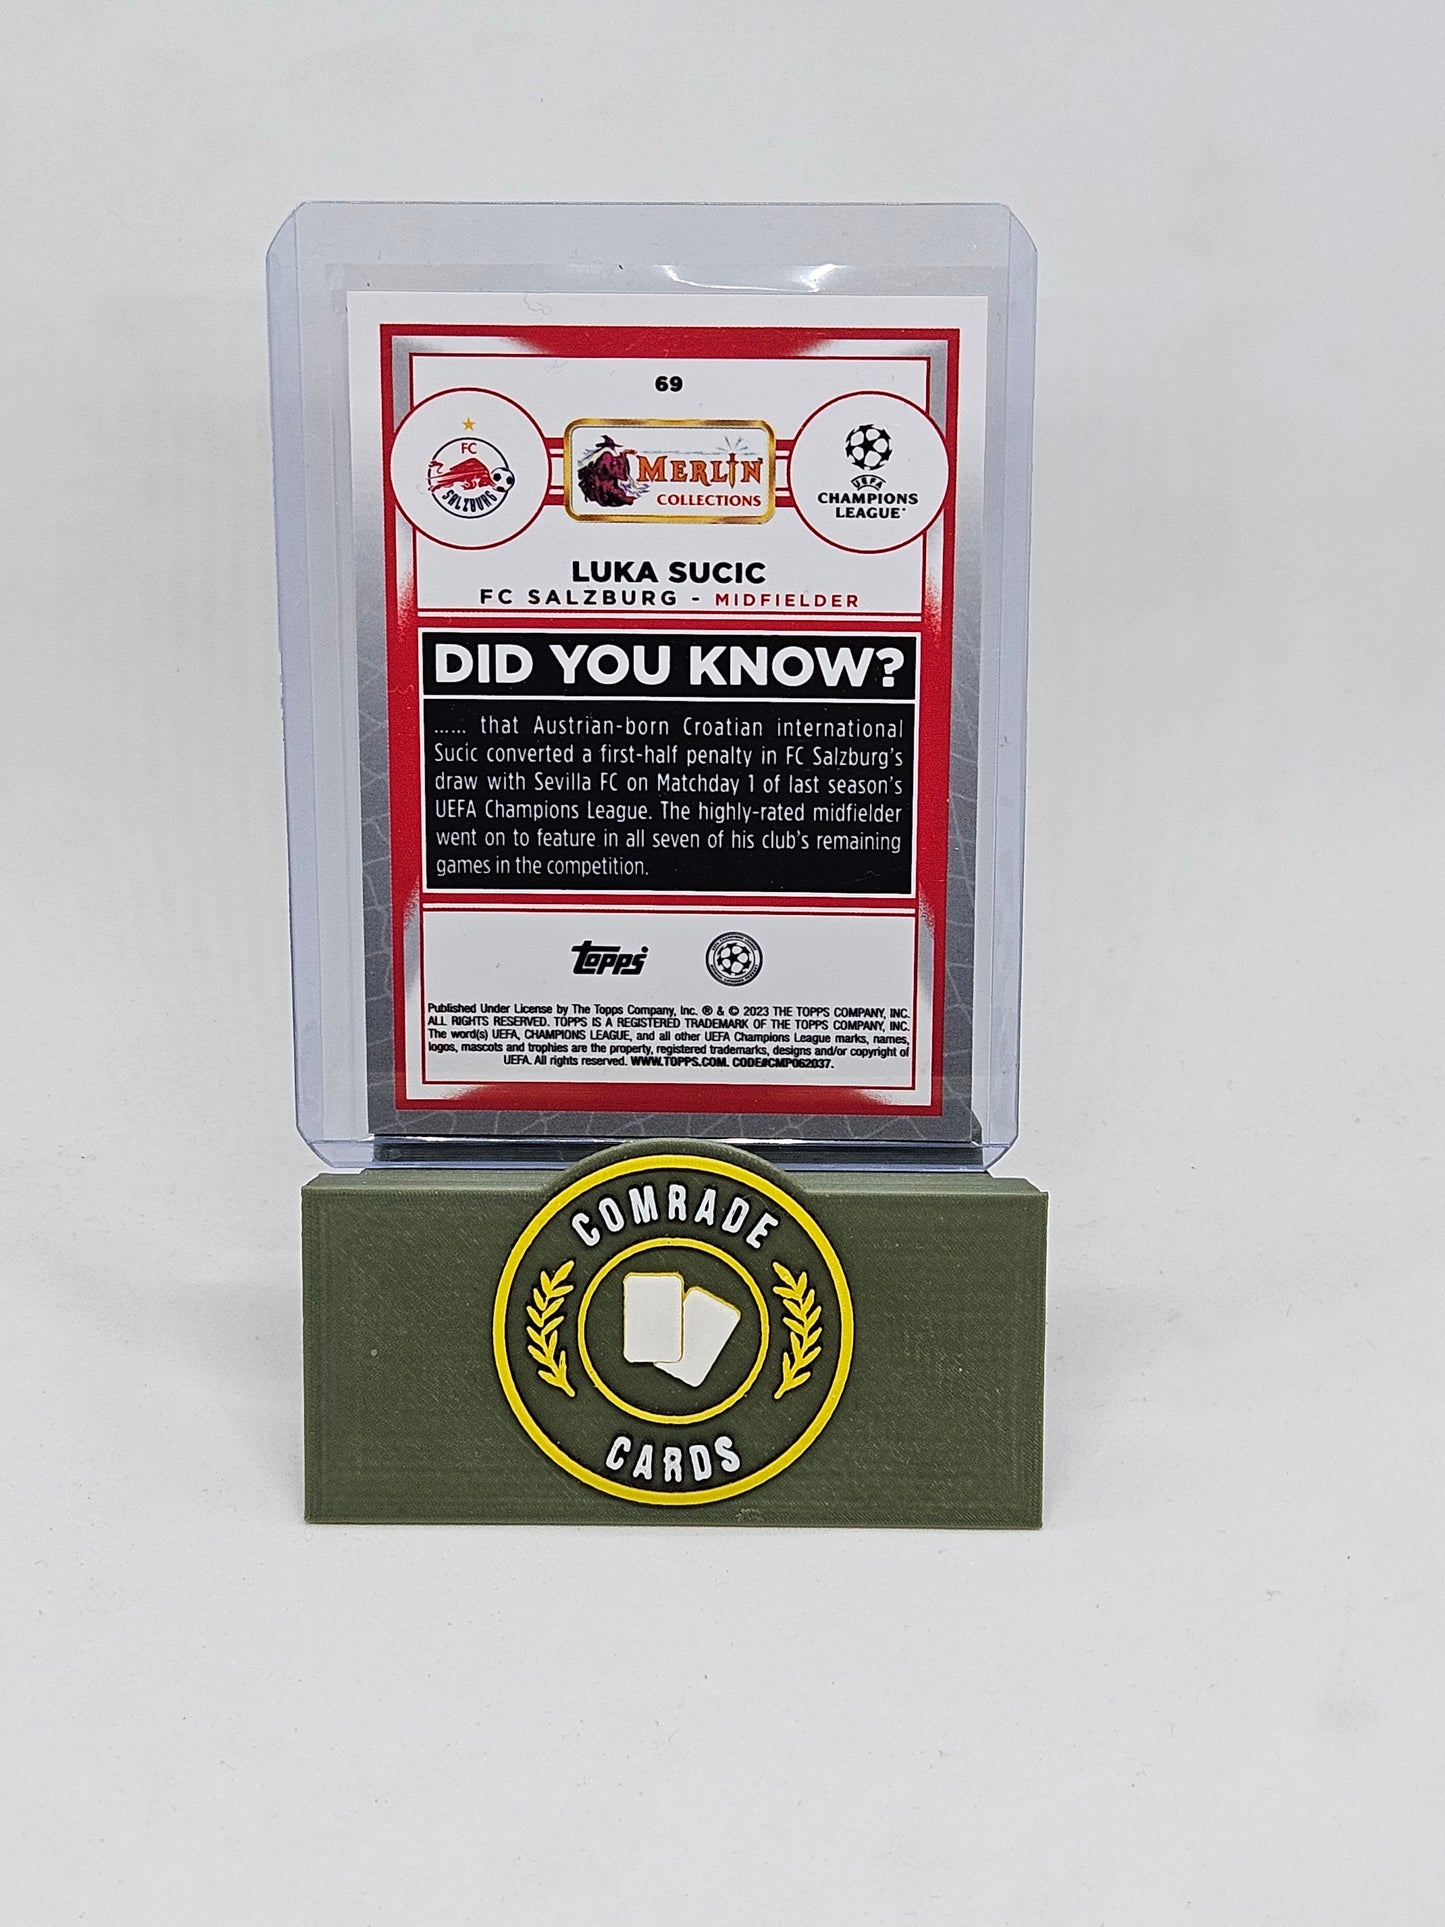 69
FC
SALZBURG
MERLIN
COLLECTIONS
UEFA
CHAMPIONS
LEAGUE
LUKA SUCIC
FC SALZBURG - MIDFIELDER
DID YOU KNOW?
...... that Austrian-born Croatian international
Sucic converted a first-half penalty in FC Salzburg's
draw with Sevilla FC on Matchday 1 of last season's
UEFA Champions League. The highly-rated midfielder
went on to feature in all seven of his club's remaining
games in the competition.
topps
Published Under License by The Topps Company, Inc. ® & © 2023 THE TOPPS COMPANY, INC.
ALL RIGHTS RESERVED. TOPPS IS A REGISTERED TRADEMARK OF THE TOPPS COMPANY, INC.
The word(s) UEFA, CHAMPIONS LEAGUE, and all other UEFA Champions League marks, names,
logos, mascots and trophies are the property, registered trademarks, designs and/or copyright of
UEFA. All rights reserved. WWW.TOPPS.COM. CODE#CMP062037.
COMRADE
CARDS